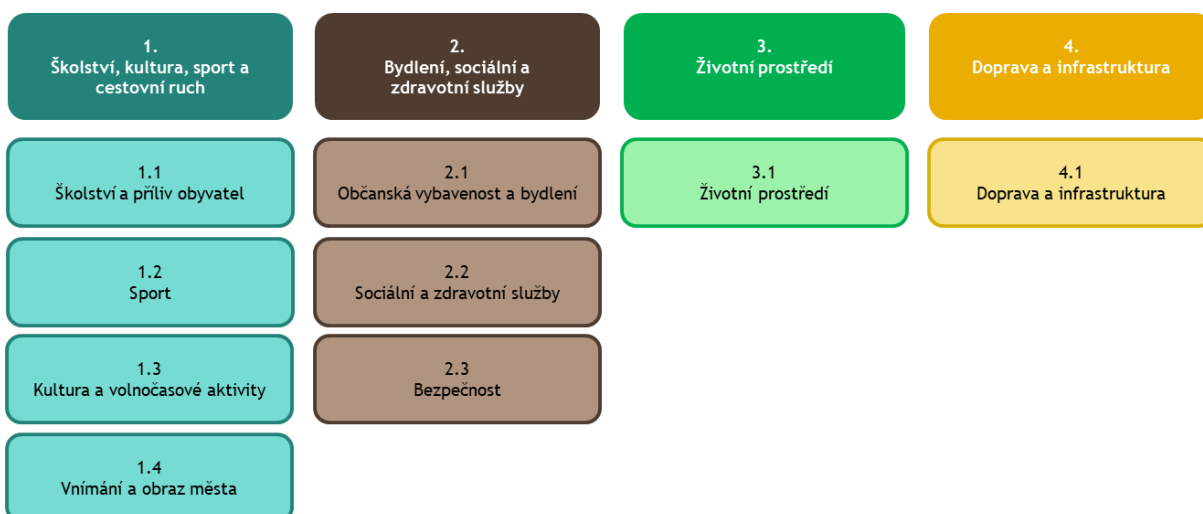 1.
Školství, kultura, sport a
cestovní ruch
2.
Bydlení, sociální a
zdravotní služby
3.
Životní prostředí
4.
Doprava a infrastruktura
1.1
Školství a příliv obyvatel
2.1
Občanská vybavenost a bydlení
3.1
Životní prostředí
4.1
Doprava a infrastruktura
1.2
Sport
2.2
Sociální a zdravotní služby
1.3
Kultura a volnočasové aktivity
2.3
Bezpečnost
1.4
Vnímání a obraz města